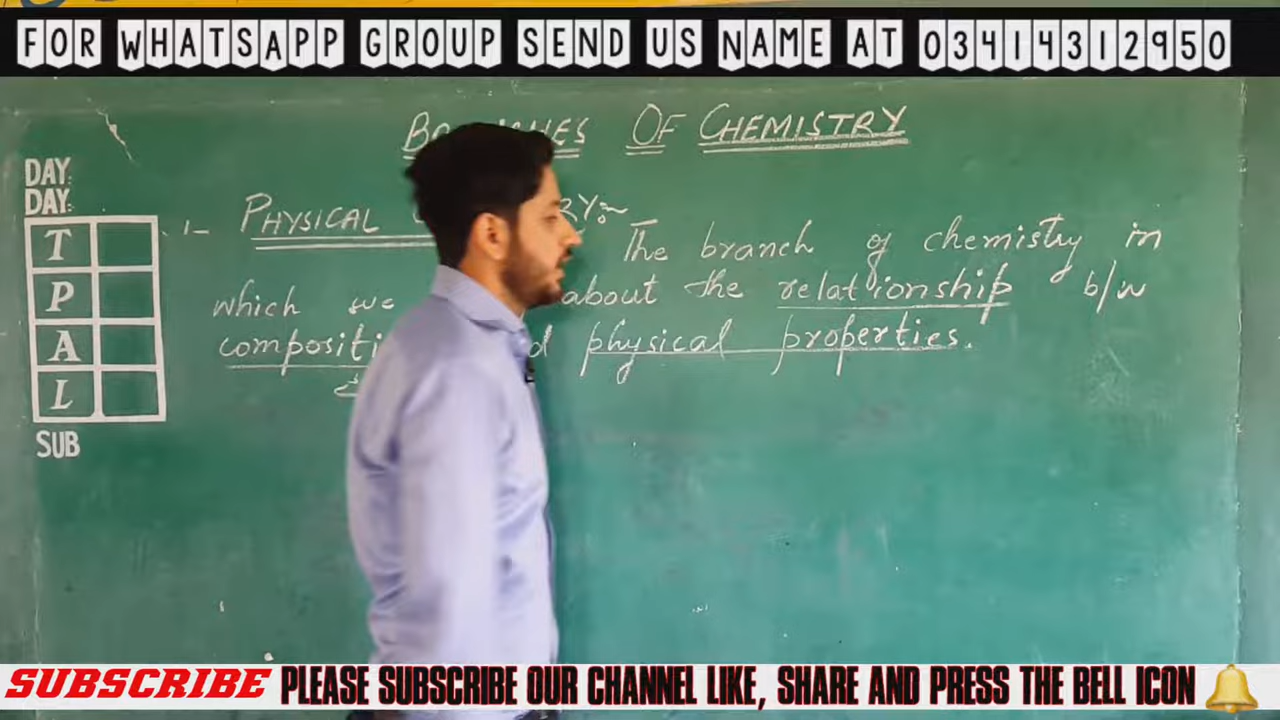 FOR WHATSAPP GROUP SEND US NAME AT 03414312950
OF CHEMISTRY
DAY:
DAY:
T
P
A
L
SUB
1- PHYSICAL
The branch of chemistry in
which we about the relationship b/w
physical properties.
SUBSCRIBE PLEASE SUBSCRIBE OUR CHANNEL LIKE, SHARE AND PRESS THE BELL ICON